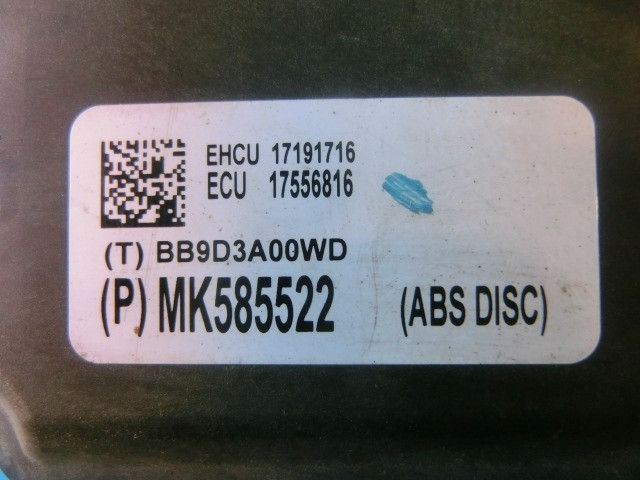 EHCU 17191716
ECU 17556816
(T) BB9D3A00WD
(P) MK585522 (ABS DISC)